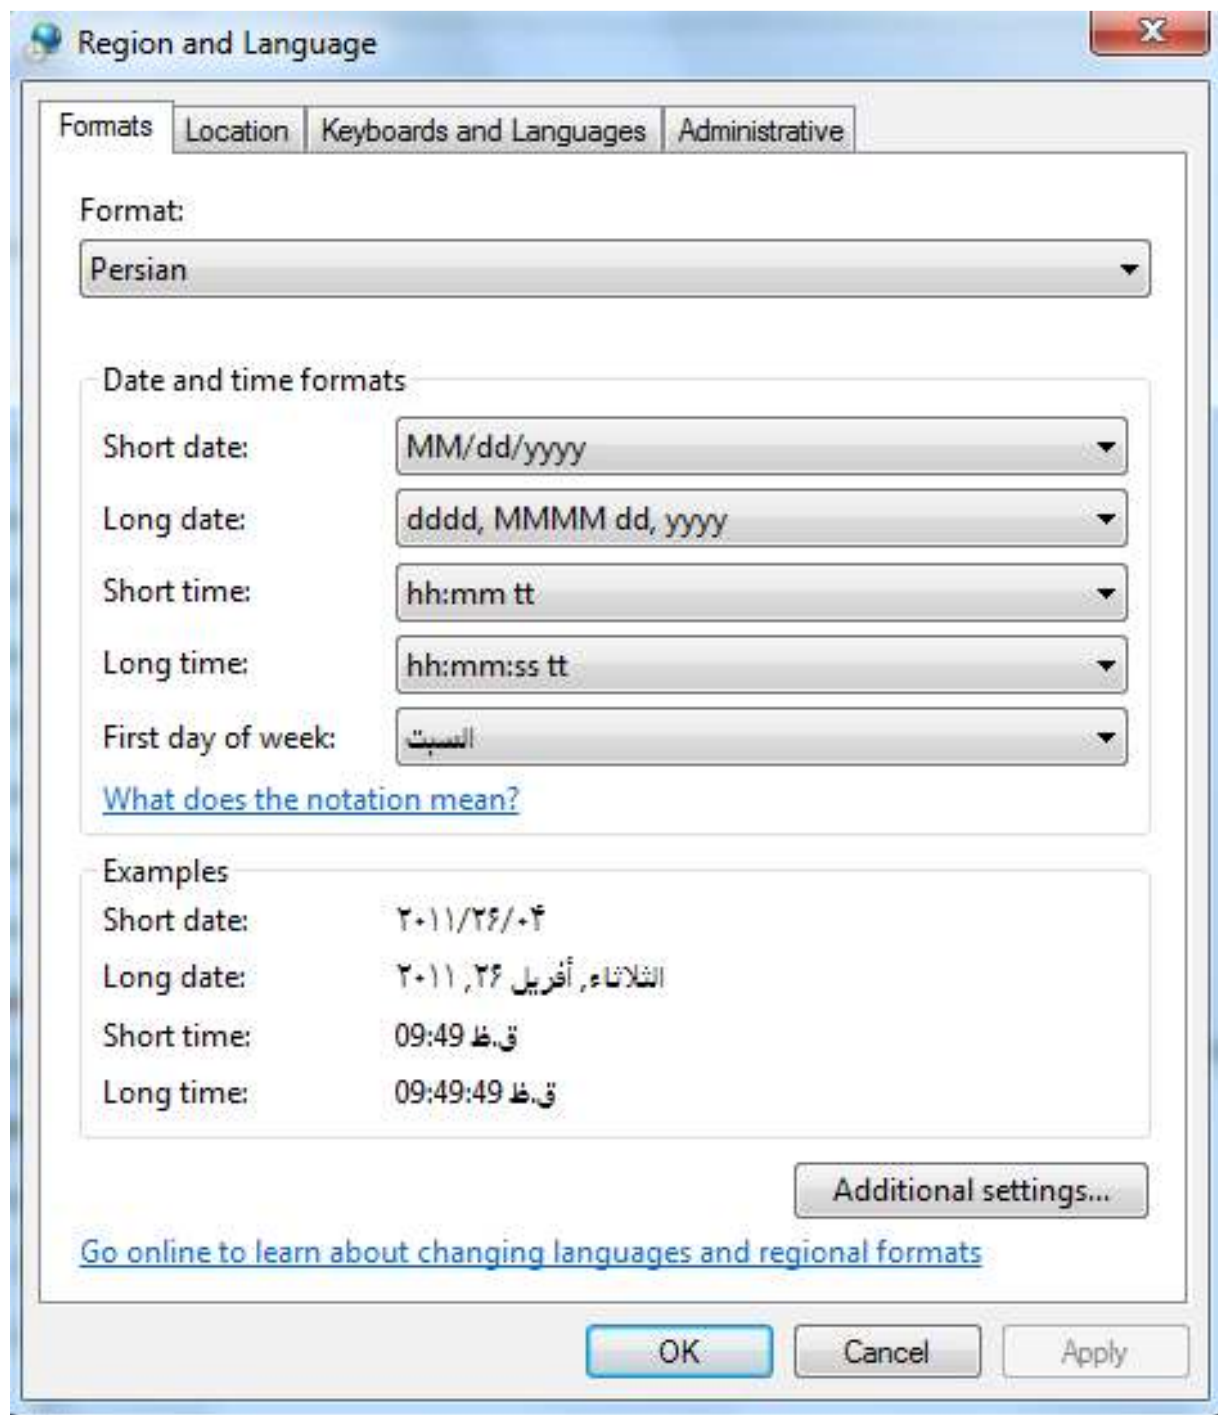 Region and Language
Formats Location Keyboards and Languages Administrative
Format:
Persian
Date and time formats
Short date: MM/dd/yyyy
Long date: dddd, MMMM dd, yyyy
Short time: hh:mm tt
Long time: hh:mm:ss tt
First day of week: السبت
What does the notation mean?
Examples
Short date: ۲۰۱۱/۲۶/۰۴
Long date: الثلاثاء, أفريل ۲۶, ۲۰۱۱
Short time: 09:49 ق.ظ
Long time: 09:49:49 ق.ظ
Additional settings...
Go online to learn about changing languages and regional formats
OK Cancel Apply